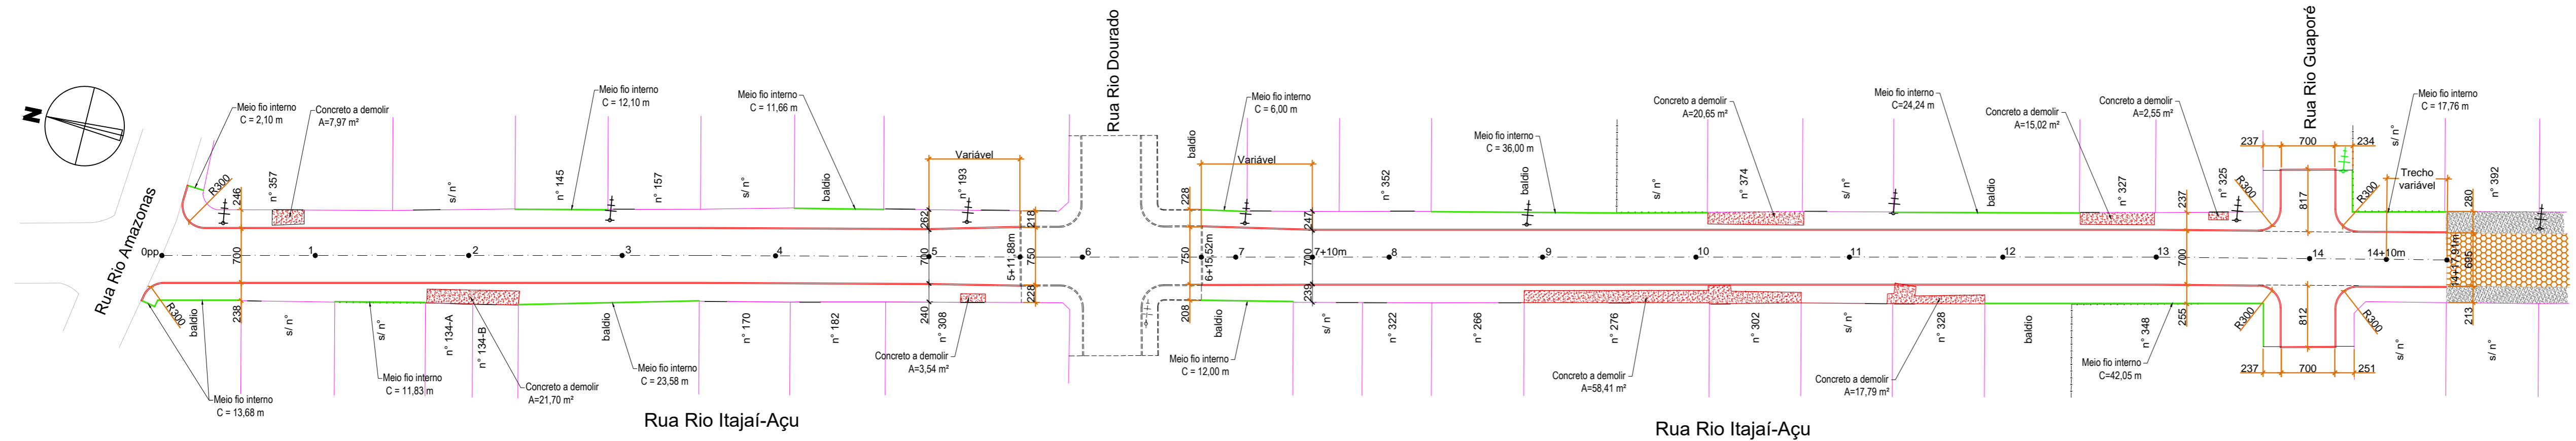 N
Rua Rio Amazonas
Meio fio interno
C = 2,10 m
Concreto a demolir
A=7,97 m²
Meio fio interno
C = 12,10 m
Meio fio interno
C = 11,66 m
Variável
Rua Rio Dourado
baldio
Variável
Meio fio interno
C = 6,00 m
Meio fio interno
C = 36,00 m
Concreto a demolir
A=20,65 m²
Meio fio interno
C=24,24 m
Concreto a demolir
A=15,02 m²
Concreto a demolir
A=2,55 m²
Rua Rio Guaporé
Meio fio interno
C = 17,76 m
237
700
234
s/ n°
Trecho
variável
R300
246
n° 357
s/ n°
n° 145
n° 157
s/ n°
baldio
n° 193
262
218
228
247
n° 352
baldio
s/ n°
n° 374
s/ n°
baldio
n° 327
n° 325
237
R300
817
R300
280
n° 392
0pp
1
2
3
4
5
6
7
7+10m
8
9
10
11
12
13
14
14+10m
700
700
5+11,88m
750
750
6+15,52m
700
700
14+17,91m
695
R300
baldio
238
s/ n°
s/ n°
n° 134-A
n° 134-B
baldio
n° 170
n° 182
240
n° 308
228
208
baldio
239
s/ n°
n° 322
n° 266
n° 276
n° 302
s/ n°
n° 328
baldio
n° 348
255
R300
812
R300
s/ n°
213
s/ n°
237
700
251
Meio fio interno
C = 13,68 m
Meio fio interno
C = 11,83 m
Concreto a demolir
A=21,70 m²
Meio fio interno
C = 23,58 m
Concreto a demolir
A=3,54 m²
Meio fio interno
C = 12,00 m
Concreto a demolir
A=58,41 m²
Concreto a demolir
A=17,79 m²
Meio fio interno
C=42,05 m
Rua Rio Itajaí-Açu
Rua Rio Itajaí-Açu